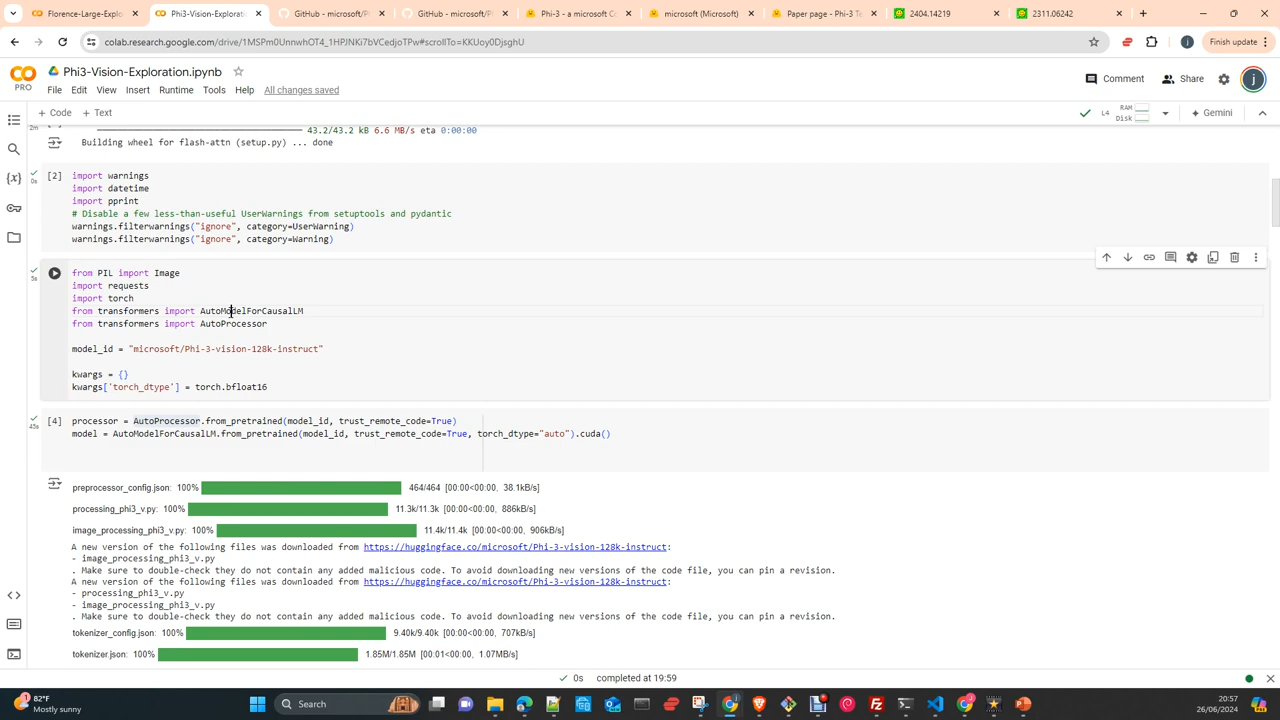 Florence-Large-Explorat
Phi3-Vision-Exploration.
GitHub - microsoft/Phi
GitHub - microsoft/Phi
Phi-3 - a microsoft Co
microsoft (Microsoft)
Paper page - Phi-3 Te
2404.14219
2311.06242
colab.research.google.com/drive/1MSPm0UnnwhOT4_1HPJNKi7bVCedjoTPw#scrollTo=KKUoy0DjsghU
Finish update
PRO
Phi3-Vision-Exploration.ipynb
File Edit View Insert Runtime Tools Help All changes saved
Comment Share
+ Code + Text
L4 RAM Disk Gemini
2m
43.2/43.2 kB 6.6 MB/s eta 0:00:00
Building wheel for flash-attn (setup.py) ... done
[2] import warnings
0s
import datetime
import pprint
# Disable a few less-than-useful UserWarnings from setuptools and pydantic
warnings.filterwarnings("ignore", category=UserWarning)
warnings.filterwarnings("ignore", category=Warning)
from PIL import Image
5s
import requests
import torch
from transformers import AutoModelForCausalLM
from transformers import AutoProcessor
model_id = "microsoft/Phi-3-vision-128k-instruct"
kwargs = {}
kwargs['torch_dtype'] = torch.bfloat16
[4] processor = AutoProcessor.from_pretrained(model_id, trust_remote_code=True)
45s
model = AutoModelForCausalLM.from_pretrained(model_id, trust_remote_code=True, torch_dtype="auto").cuda()
preprocessor_config.json: 100% 464/464 [00:00<00:00, 38.1kB/s]
processing_phi3_v.py: 100% 11.3k/11.3k [00:00<00:00, 886kB/s]
image_processing_phi3_v.py: 100% 11.4k/11.4k [00:00<00:00, 906kB/s]
A new version of the following files was downloaded from https://huggingface.co/microsoft/Phi-3-vision-128k-instruct:
- image_processing_phi3_v.py
. Make sure to double-check they do not contain any added malicious code. To avoid downloading new versions of the code file, you can pin a revision.
A new version of the following files was downloaded from https://huggingface.co/microsoft/Phi-3-vision-128k-instruct:
- processing_phi3_v.py
- image_processing_phi3_v.py
. Make sure to double-check they do not contain any added malicious code. To avoid downloading new versions of the code file, you can pin a revision.
tokenizer_config.json: 100% 9.40k/9.40k [00:00<00:00, 707kB/s]
tokenizer.json: 100% 1.85M/1.85M [00:01<00:00, 1.07MB/s]
0s completed at 19:59
82°F
Mostly sunny
Search
20:57
26/06/2024